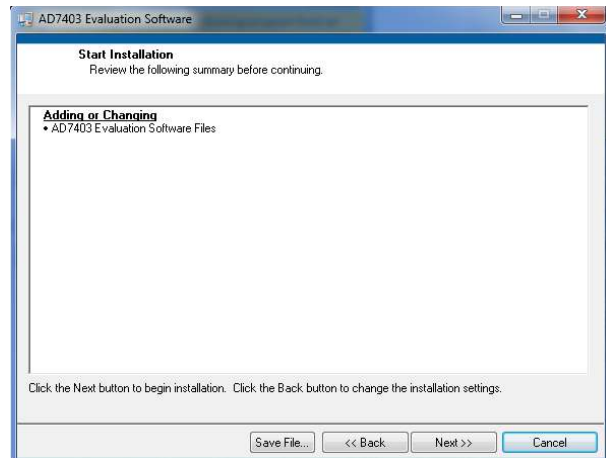 AD7403 Evaluation Software
Start Installation
Review the following summary before continuing.
Adding or Changing
• AD7403 Evaluation Software Files
Click the Next button to begin installation. Click the Back button to change the installation settings.
Save File... << Back Next >> Cancel